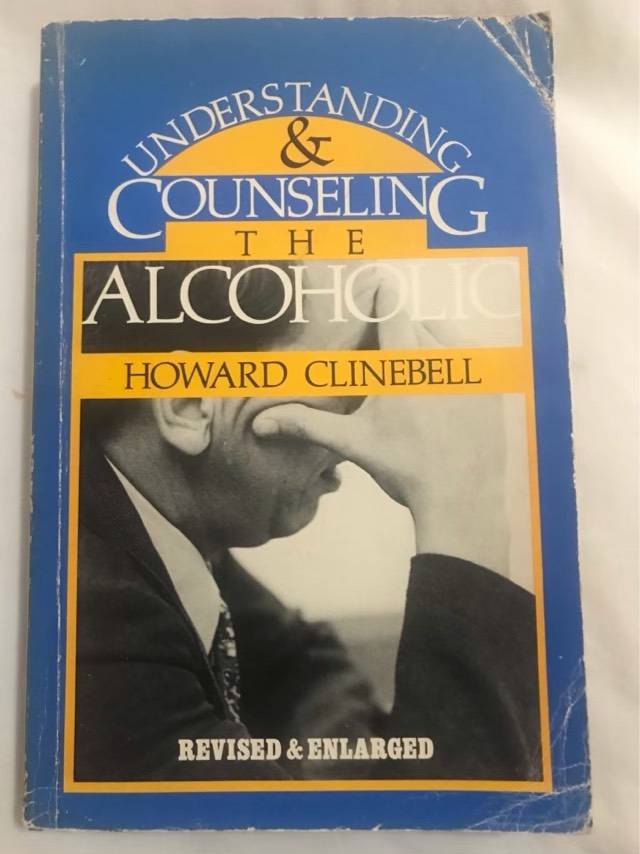 UNDERSTANDING
&
COUNSELING
THE
ALCOHOLIC
HOWARD CLINEBELL
REVISED & ENLARGED